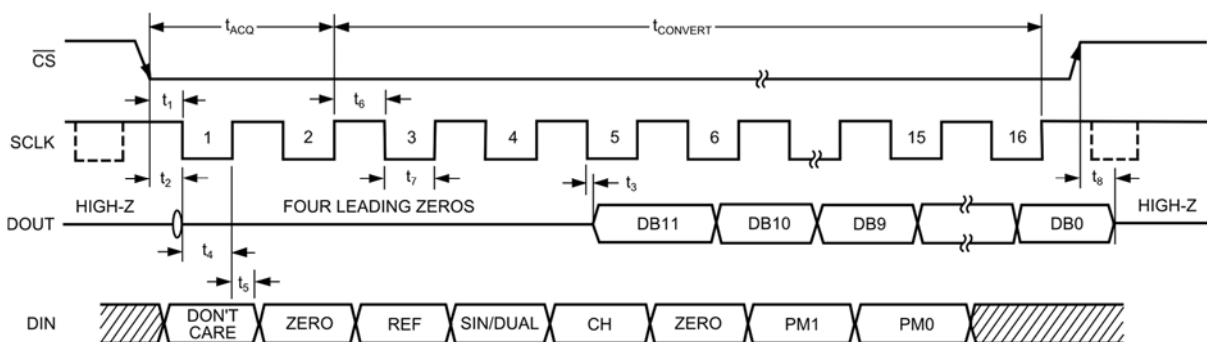 tACQ tCONVERT
CS
t1 t6
SCLK 1 2 3 4 5 6 15 16
t2 t7 t3 t8
HIGH-Z FOUR LEADING ZEROS HIGH-Z
DOUT DB11 DB10 DB9 DB0
t4
t5
DIN DON'T CARE ZERO REF SIN/DUAL CH ZERO PM1 PM0